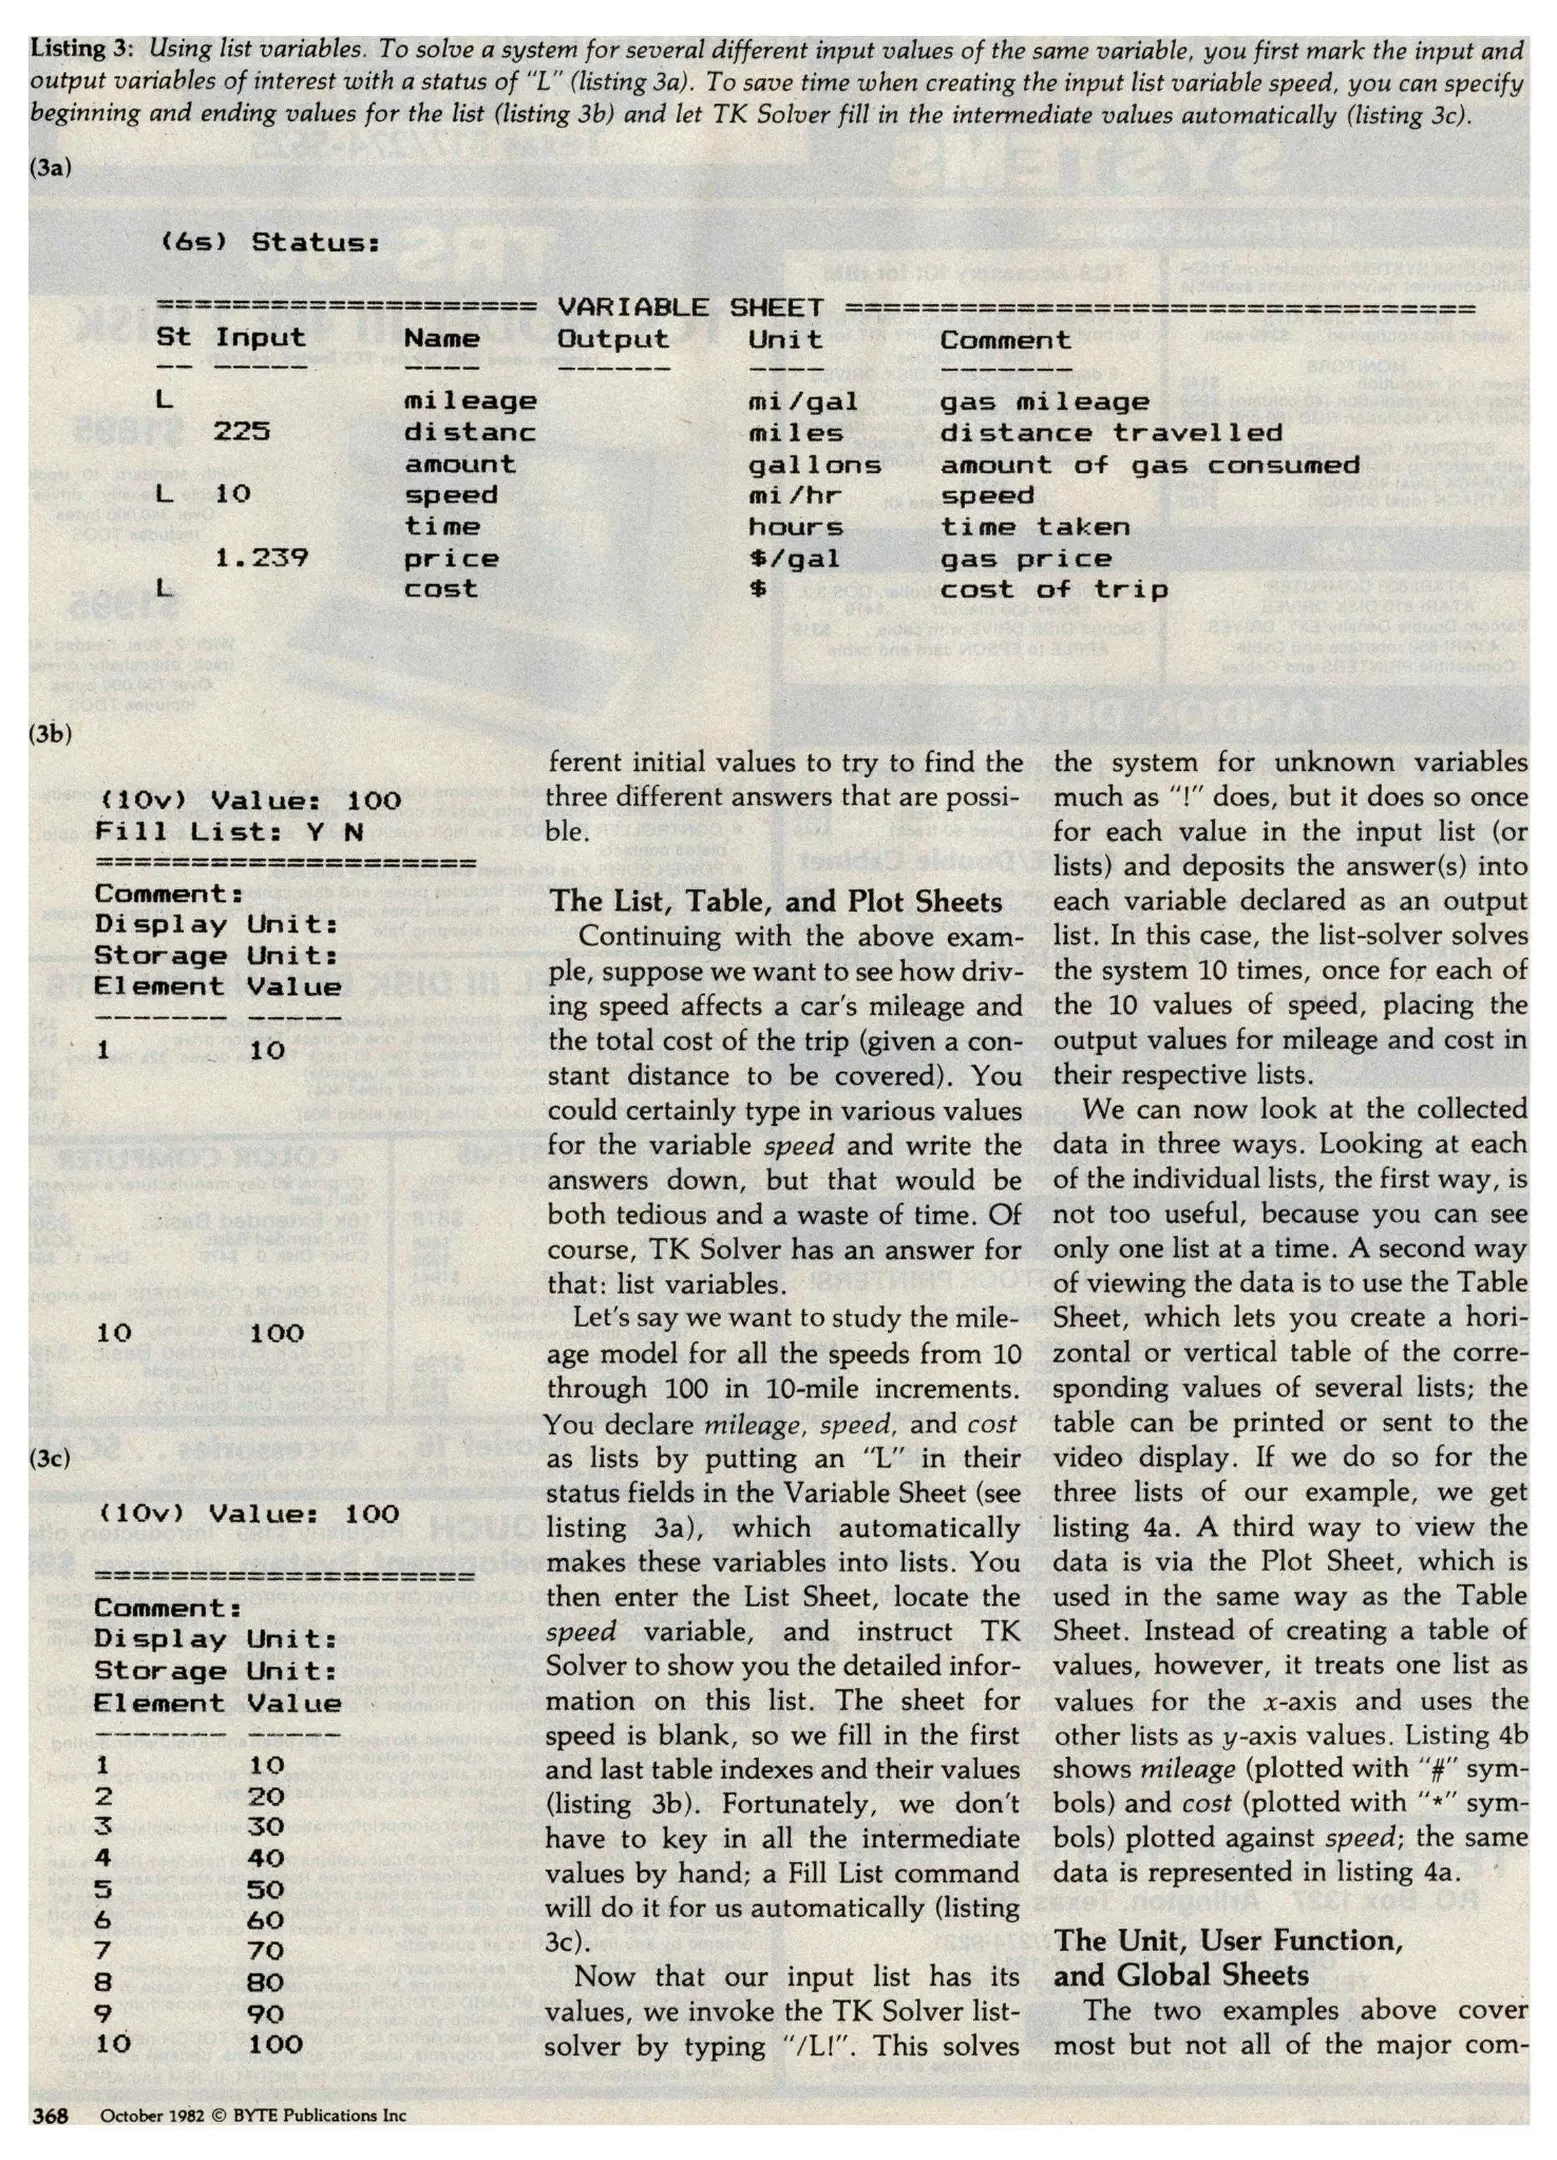 Listing 3: Using list variables. To solve a system for several different input values of the same variable, you first mark the input and
output variables of interest with a status of "L" (listing 3a). To save time when creating the input list variable speed, you can specify
beginning and ending values for the list (listing 3b) and let TK Solver fill in the intermediate values automatically (listing 3c).
(3a)
(6s) Status:
==================== VARIABLE SHEET =================================
St Input Name Output Unit Comment
-- ----- ---- ------ ---- -------
L mileage mi/gal gas mileage
225 distanc miles distance travelled
amount gallons amount of gas consumed
L 10 speed mi/hr speed
time hours time taken
1.239 price $/gal gas price
L cost $ cost of trip
(3b)
(10v) Value: 100
Fill List: Y N
====================
Comment:
Display Unit:
Storage Unit:
Element Value
------- -----
1 10
10 100
(3c)
(10v) Value: 100
====================
Comment:
Display Unit:
Storage Unit:
Element Value
------- -----
1 10
2 20
3 30
4 40
5 50
6 60
7 70
8 80
9 90
10 100
ferent initial values to try to find the
three different answers that are possi-
ble.
The List, Table, and Plot Sheets
Continuing with the above exam-
ple, suppose we want to see how driv-
ing speed affects a car's mileage and
the total cost of the trip (given a con-
stant distance to be covered). You
could certainly type in various values
for the variable speed and write the
answers down, but that would be
both tedious and a waste of time. Of
course, TK Solver has an answer for
that: list variables.
Let's say we want to study the mile-
age model for all the speeds from 10
through 100 in 10-mile increments.
You declare mileage, speed, and cost
as lists by putting an "L" in their
status fields in the Variable Sheet (see
listing 3a), which automatically
makes these variables into lists. You
then enter the List Sheet, locate the
speed variable, and instruct TK
Solver to show you the detailed infor-
mation on this list. The sheet for
speed is blank, so we fill in the first
and last table indexes and their values
(listing 3b). Fortunately, we don't
have to key in all the intermediate
values by hand; a Fill List command
will do it for us automatically (listing
3c).
Now that our input list has its
values, we invoke the TK Solver list-
solver by typing "/L!". This solves
the system for unknown variables
much as "!" does, but it does so once
for each value in the input list (or
lists) and deposits the answer(s) into
each variable declared as an output
list. In this case, the list-solver solves
the system 10 times, once for each of
the 10 values of speed, placing the
output values for mileage and cost in
their respective lists.
We can now look at the collected
data in three ways. Looking at each
of the individual lists, the first way, is
not too useful, because you can see
only one list at a time. A second way
of viewing the data is to use the Table
Sheet, which lets you create a hori-
zontal or vertical table of the corre-
sponding values of several lists; the
table can be printed or sent to the
video display. If we do so for the
three lists of our example, we get
listing 4a. A third way to view the
data is via the Plot Sheet, which is
used in the same way as the Table
Sheet. Instead of creating a table of
values, however, it treats one list as
values for the x-axis and uses the
other lists as y-axis values. Listing 4b
shows mileage (plotted with "#" sym-
bols) and cost (plotted with "*" sym-
bols) plotted against speed; the same
data is represented in listing 4a.
The Unit, User Function,
and Global Sheets
The two examples above cover
most but not all of the major com-
368 October 1982 © BYTE Publications Inc